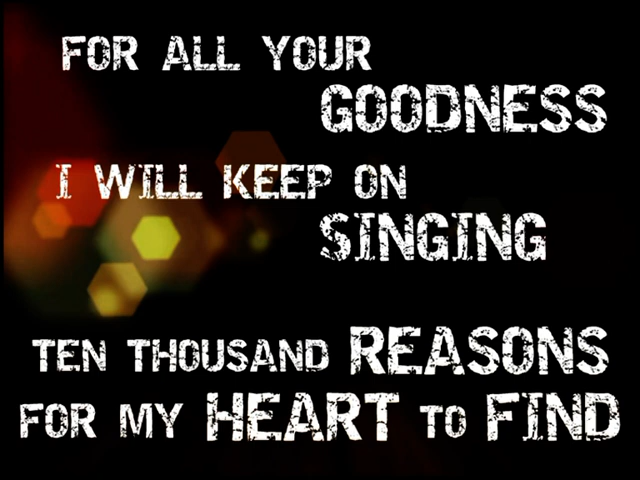 FOR ALL YOUR
GOODNESS
I WILL KEEP ON
SINGING
TEN THOUSAND REASONS
FOR MY HEART TO FIND